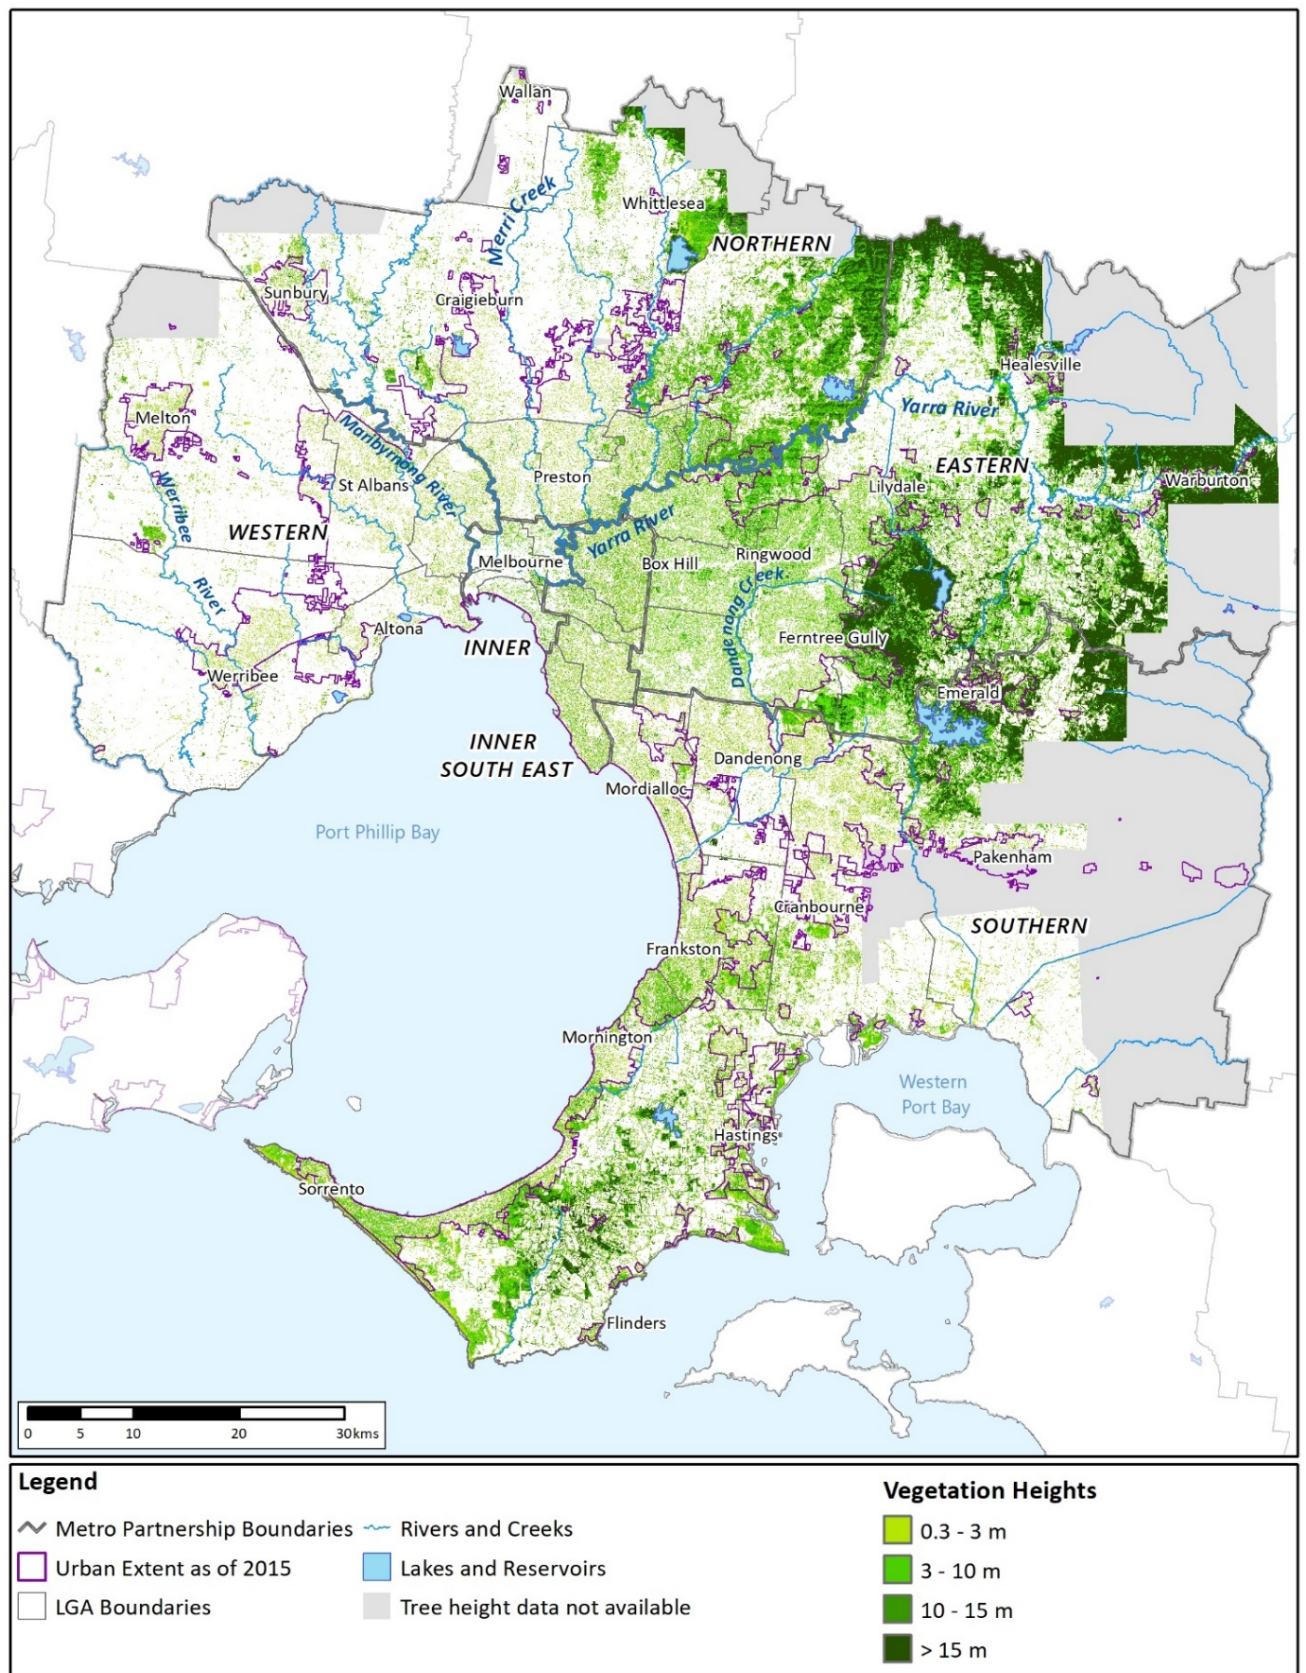 Wallan
Merri Creek
Whittlesea
NORTHERN
Sunbury
Craigieburn
Healesville
Melton
Yarra River
Maribyrnong River
EASTERN
Werribee
River
St Albans
Preston
Lilydale
Warburton
WESTERN
Yarra River
Melbourne
Box Hill
Ringwood
Dandenong Creek
Altona
INNER
Ferntree Gully
Werribee
Emerald
INNER
SOUTH EAST
Dandenong
Mordialloc
Port Phillip Bay
Pakenham
Cranbourne
SOUTHERN
Frankston
Mornington
Western
Port Bay
Hastings
Sorrento
Flinders
0 5 10 20 30kms
Legend
Metro Partnership Boundaries
Urban Extent as of 2015
LGA Boundaries
Rivers and Creeks
Lakes and Reservoirs
Tree height data not available
Vegetation Heights
0.3 - 3 m
3 - 10 m
10 - 15 m
> 15 m